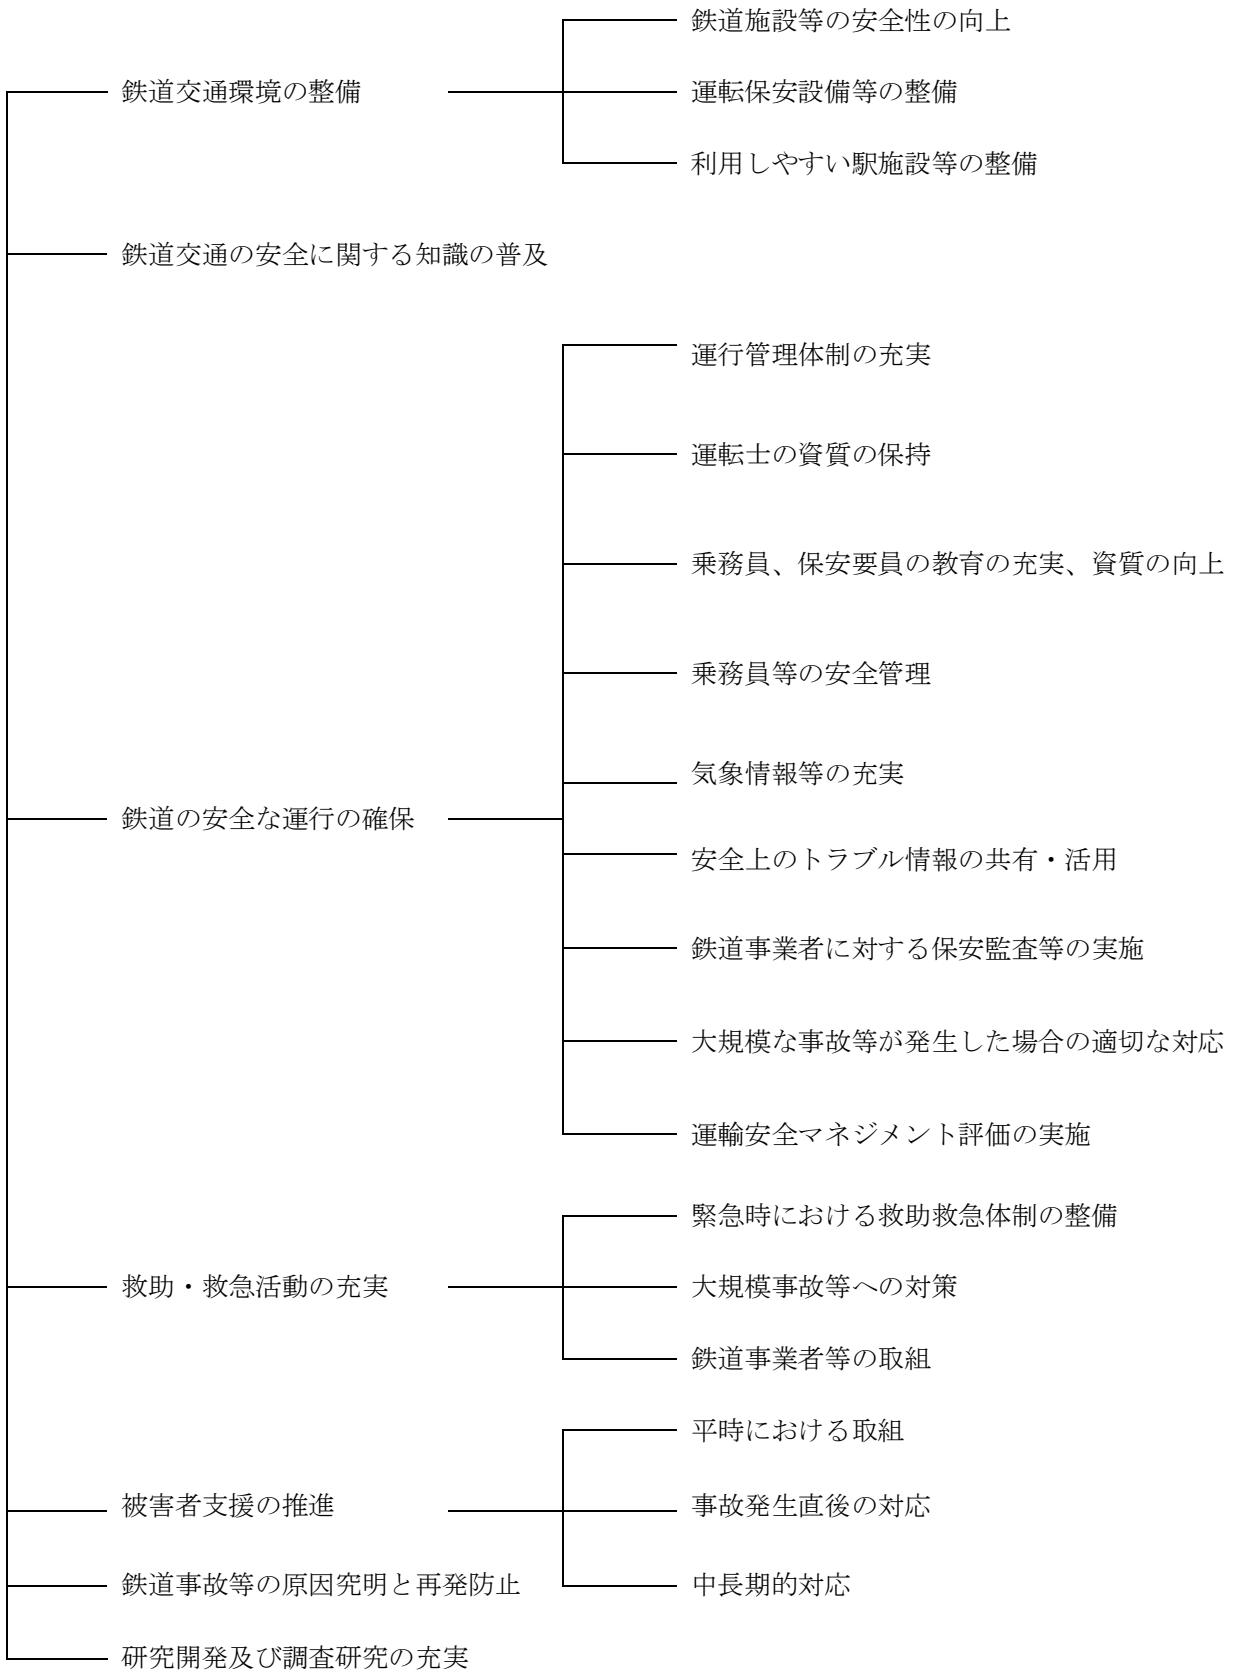 鉄道交通環境の整備
鉄道施設等の安全性の向上
運転保安設備等の整備
利用しやすい駅施設等の整備
鉄道交通の安全に関する知識の普及
鉄道の安全な運行の確保
運行管理体制の充実
運転士の資質の保持
乗務員、保安要員の教育の充実、資質の向上
乗務員等の安全管理
気象情報等の充実
安全上のトラブル情報の共有・活用
鉄道事業者に対する保安監査等の実施
大規模な事故等が発生した場合の適切な対応
運輸安全マネジメント評価の実施
救助・救急活動の充実
緊急時における救助救急体制の整備
大規模事故等への対策
鉄道事業者等の取組
被害者支援の推進
平時における取組
事故発生直後の対応
中長期的対応
鉄道事故等の原因究明と再発防止
研究開発及び調査研究の充実